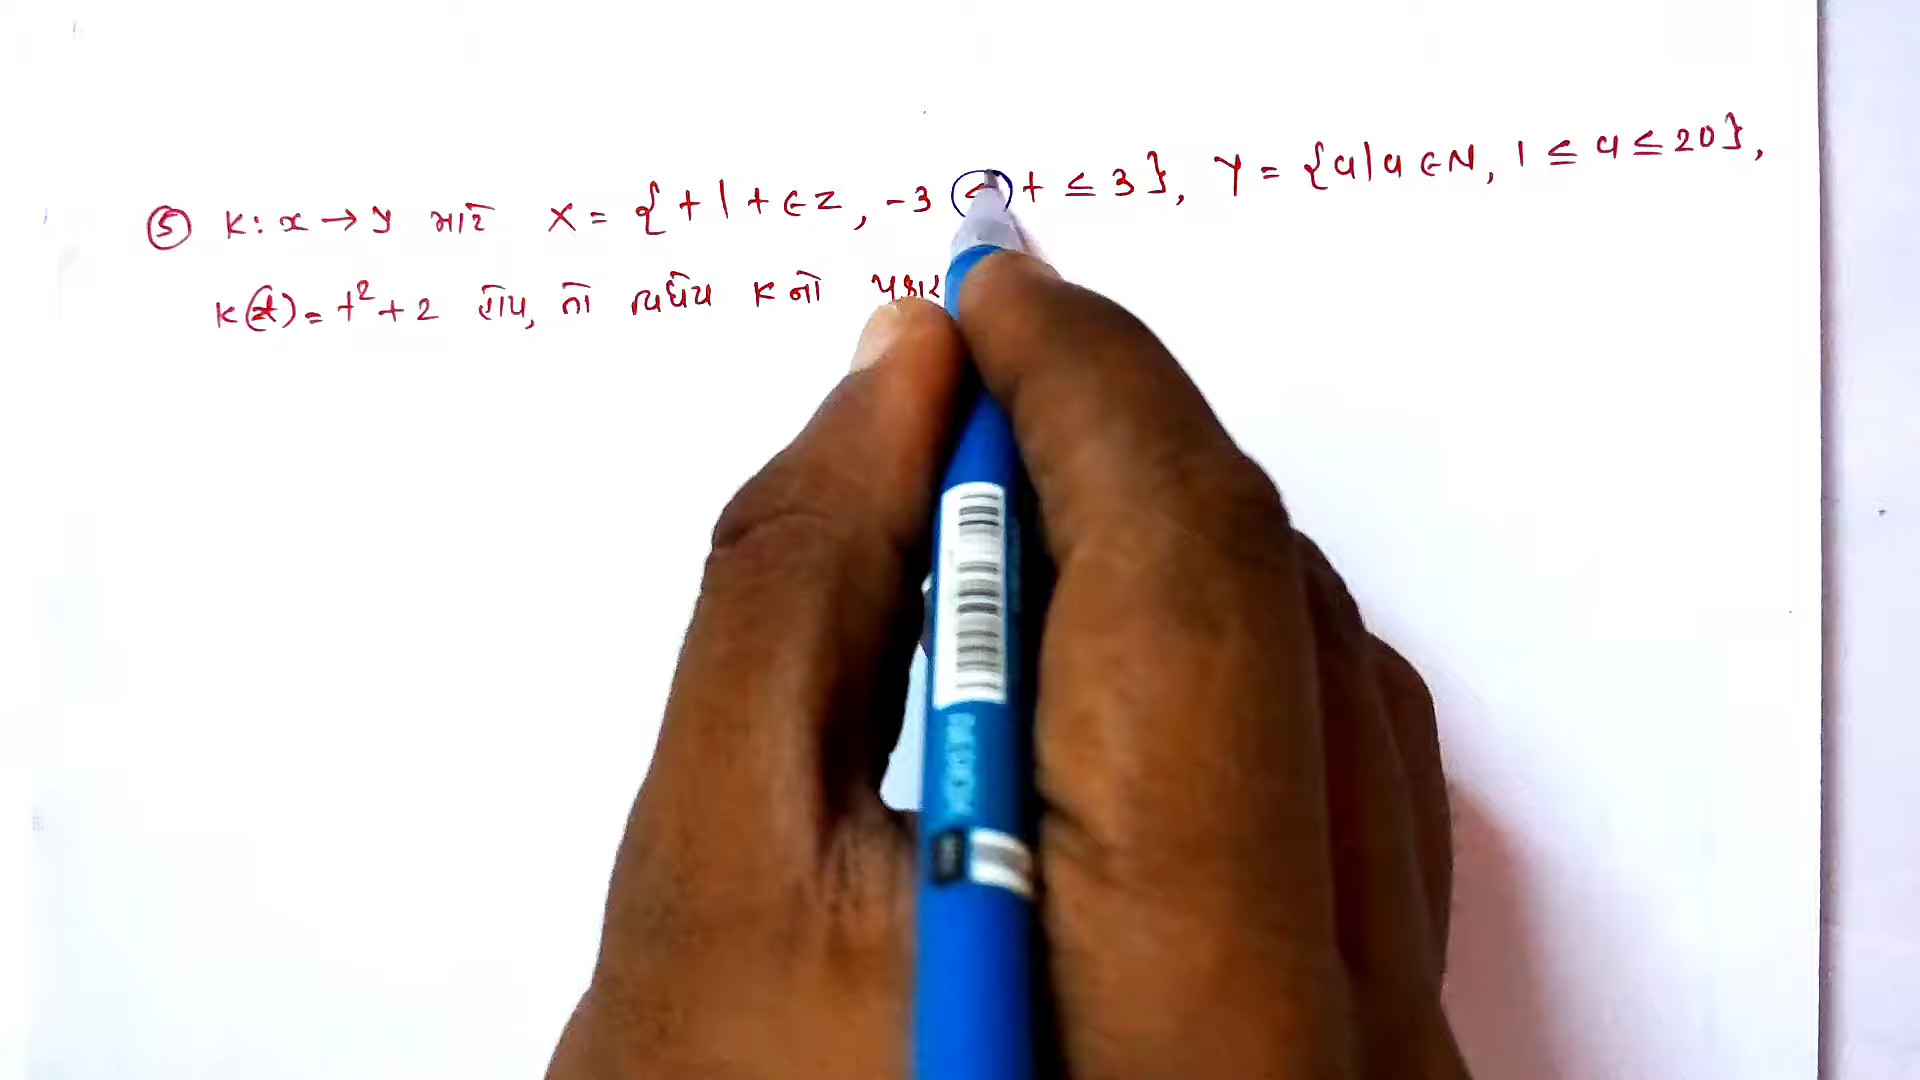 ⑤ K: x → y માટે X = {t | t ∈ Z, -3 < t ≤ 3}, Y = {u | u ∈ N, 1 ≤ u ≤ 20},
K(t) = t² + 2 હોય, તો વિધેય K નો પ્રકાર